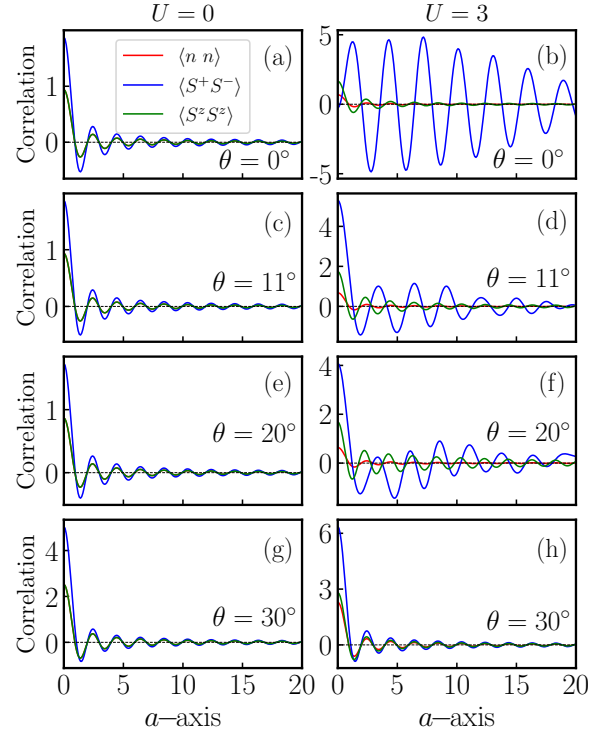 U = 0
U = 3
Correlation
1
0
⟨n n⟩
⟨S⁺S⁻⟩
⟨SᶻSᶻ⟩
(a)
θ = 0°
5
0
-5
(b)
θ = 0°
Correlation
1
0
(c)
θ = 11°
4
2
0
(d)
θ = 11°
Correlation
1
0
(e)
θ = 20°
4
2
0
(f)
θ = 20°
Correlation
4
2
0
(g)
θ = 30°
6
3
0
(h)
θ = 30°
0 5 10 15 20
0 5 10 15 20
a–axis
a–axis